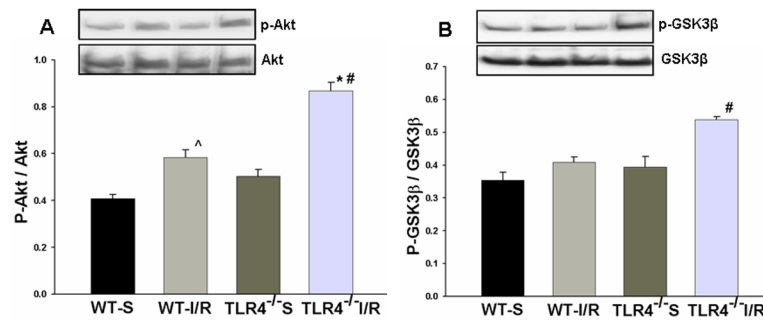 A
p-Akt
Akt
P-Akt / Akt
1.0
0.8
0.6
0.4
0.2
0.0
^
* #
WT-S
WT-I/R
TLR4-/-S
TLR4-/-I/R
B
p-GSK3β
GSK3β
P-GSK3β / GSK3β
0.7
0.6
0.5
0.4
0.3
0.2
0.1
0.0
#
WT-S
WT-I/R
TLR4-/-S
TLR4-/-I/R